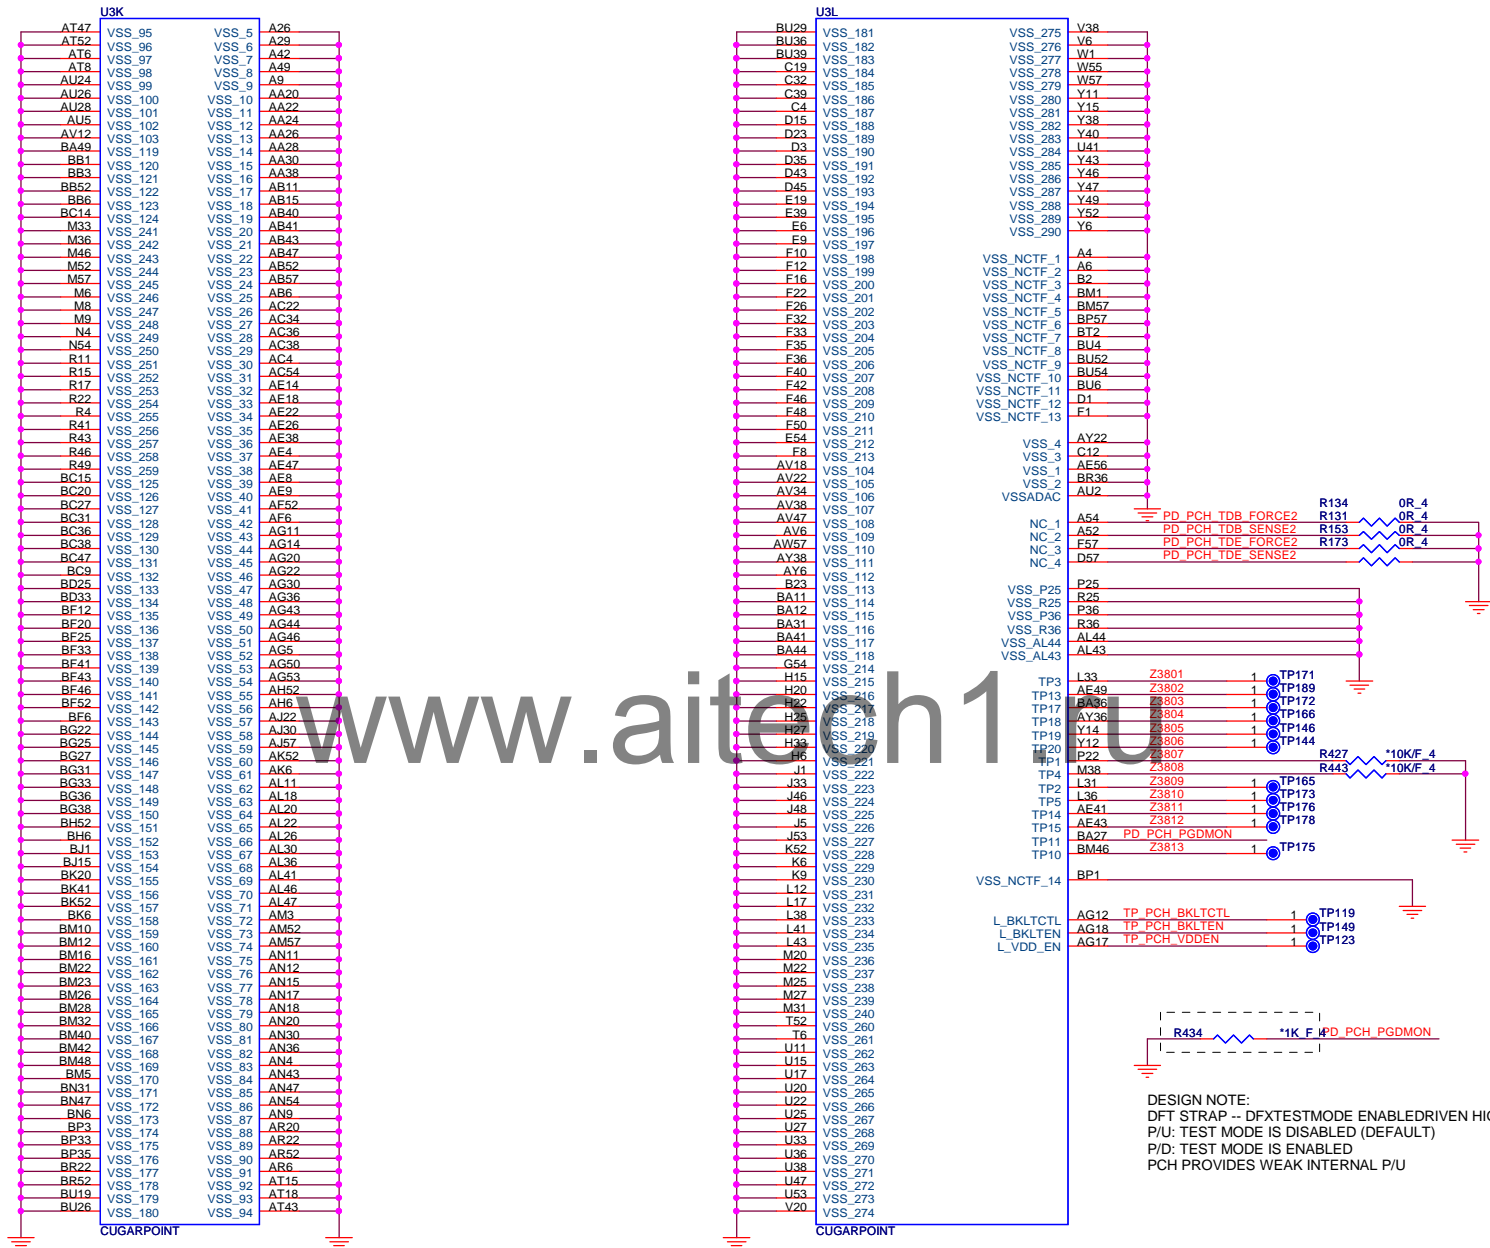 U3K
AT47 VSS_95 VSS_5 A26
AT52 VSS_96 VSS_6 A29
AT6 VSS_97 VSS_7 A42
AT8 VSS_98 VSS_8 A49
AU24 VSS_99 VSS_9 A9
AU26 VSS_100 VSS_10 AA20
AU28 VSS_101 VSS_11 AA22
AU5 VSS_102 VSS_12 AA24
AV12 VSS_103 VSS_13 AA26
BA49 VSS_119 VSS_14 AA28
BB1 VSS_120 VSS_15 AA30
BB3 VSS_121 VSS_16 AA38
BB52 VSS_122 VSS_17 AB11
BB6 VSS_123 VSS_18 AB15
BC14 VSS_124 VSS_19 AB40
M33 VSS_241 VSS_20 AB41
M36 VSS_242 VSS_21 AB43
M46 VSS_243 VSS_22 AB47
M52 VSS_244 VSS_23 AB52
M57 VSS_245 VSS_24 AB57
M6 VSS_246 VSS_25 AB6
M8 VSS_247 VSS_26 AC22
M9 VSS_248 VSS_27 AC34
N4 VSS_249 VSS_28 AC36
N54 VSS_250 VSS_29 AC38
R11 VSS_251 VSS_30 AC4
R15 VSS_252 VSS_31 AC54
R17 VSS_253 VSS_32 AE14
R22 VSS_254 VSS_33 AE18
R4 VSS_255 VSS_34 AE22
R41 VSS_256 VSS_35 AE26
R43 VSS_257 VSS_36 AE38
R46 VSS_258 VSS_37 AE4
R49 VSS_259 VSS_38 AE47
BC15 VSS_125 VSS_39 AE8
BC20 VSS_126 VSS_40 AE9
BC27 VSS_127 VSS_41 AF52
BC31 VSS_128 VSS_42 AF6
BC36 VSS_129 VSS_43 AG11
BC38 VSS_130 VSS_44 AG14
BC47 VSS_131 VSS_45 AG20
BC9 VSS_132 VSS_46 AG22
BD25 VSS_133 VSS_47 AG30
BD33 VSS_134 VSS_48 AG36
BF12 VSS_135 VSS_49 AG43
BF20 VSS_136 VSS_50 AG44
BF25 VSS_137 VSS_51 AG46
BF33 VSS_138 VSS_52 AG5
BF41 VSS_139 VSS_53 AG50
BF43 VSS_140 VSS_54 AG53
BF46 VSS_141 VSS_55 AH52
BF52 VSS_142 VSS_56 AH6
BF6 VSS_143 VSS_57 AJ22
BG22 VSS_144 VSS_58 AJ30
BG25 VSS_145 VSS_59 AJ57
BG27 VSS_146 VSS_60 AK52
BG31 VSS_147 VSS_61 AK6
BG33 VSS_148 VSS_62 AL11
BG36 VSS_149 VSS_63 AL18
BG38 VSS_150 VSS_64 AL20
BH52 VSS_151 VSS_65 AL22
BH6 VSS_152 VSS_66 AL26
BJ1 VSS_153 VSS_67 AL30
BJ15 VSS_154 VSS_68 AL36
BK20 VSS_155 VSS_69 AL41
BK41 VSS_156 VSS_70 AL46
BK52 VSS_157 VSS_71 AL47
BK6 VSS_158 VSS_72 AM3
BM10 VSS_159 VSS_73 AM52
BM12 VSS_160 VSS_74 AM57
BM16 VSS_161 VSS_75 AN11
BM22 VSS_162 VSS_76 AN12
BM23 VSS_163 VSS_77 AN15
BM26 VSS_164 VSS_78 AN17
BM28 VSS_165 VSS_79 AN18
BM32 VSS_166 VSS_80 AN20
BM40 VSS_167 VSS_81 AN30
BM42 VSS_168 VSS_82 AN36
BM48 VSS_169 VSS_83 AN4
BM5 VSS_170 VSS_84 AN43
BN31 VSS_171 VSS_85 AN47
BN47 VSS_172 VSS_86 AN54
BN6 VSS_173 VSS_87 AN9
BP3 VSS_174 VSS_88 AR20
BP33 VSS_175 VSS_89 AR22
BP35 VSS_176 VSS_90 AR52
BR22 VSS_177 VSS_91 AR6
BR52 VSS_178 VSS_92 AT15
BU19 VSS_179 VSS_93 AT18
BU26 VSS_180 VSS_94 AT43
CUGARPOINT
U3L
BU29 VSS_181 VSS_275 V38
BU36 VSS_182 VSS_276 V6
BU39 VSS_183 VSS_277 W1
C19 VSS_184 VSS_278 W55
C32 VSS_185 VSS_279 W57
C39 VSS_186 VSS_280 Y11
C4 VSS_187 VSS_281 Y15
D15 VSS_188 VSS_282 Y38
D23 VSS_189 VSS_283 Y40
D3 VSS_190 VSS_284 U41
D35 VSS_191 VSS_285 Y43
D43 VSS_192 VSS_286 Y46
D45 VSS_193 VSS_287 Y47
E19 VSS_194 VSS_288 Y49
E39 VSS_195 VSS_289 Y52
E6 VSS_196 VSS_290 Y6
E9 VSS_197
F10 VSS_198 VSS_NCTF_1 A4
F12 VSS_199 VSS_NCTF_2 A6
F16 VSS_200 VSS_NCTF_3 B2
F22 VSS_201 VSS_NCTF_4 BM1
F26 VSS_202 VSS_NCTF_5 BM57
F32 VSS_203 VSS_NCTF_6 BP57
F33 VSS_204 VSS_NCTF_7 BT2
F35 VSS_205 VSS_NCTF_8 BU4
F36 VSS_206 VSS_NCTF_9 BU52
F40 VSS_207 VSS_NCTF_10 BU54
F42 VSS_208 VSS_NCTF_11 BU6
F46 VSS_209 VSS_NCTF_12 D1
F48 VSS_210 VSS_NCTF_13 F1
F50 VSS_211
E54 VSS_212 VSS_4 AY22
F8 VSS_213 VSS_3 C12
AV18 VSS_104 VSS_1 AE56
AV22 VSS_105 VSS_2 BR36
AV34 VSS_106 VSSADAC AU2
AV38 VSS_107
AV47 VSS_108 NC_1 A54 PD_PCH_TDB_FORCE2 R134 0R_4
AV6 VSS_109 NC_2 A52 PD_PCH_TDB_SENSE2 R131 0R_4
AW57 VSS_110 NC_3 F57 PD_PCH_TDE_FORCE2 R153 0R_4
AY38 VSS_111 NC_4 D57 PD_PCH_TDE_SENSE2 R173 0R_4
AY6 VSS_112
B23 VSS_113 VSS_P25 P25
BA11 VSS_114 VSS_R25 R25
BA12 VSS_115 VSS_P36 P36
BA31 VSS_116 VSS_R36 R36
BA41 VSS_117 VSS_AL44 AL44
BA44 VSS_118 VSS_AL43 AL43
G54 VSS_214
H15 VSS_215 TP3 L33 Z3801 1 TP171
H20 VSS_216 TP13 AE49 Z3802 1 TP189
H22 VSS_217 TP17 BA36 Z3803 1 TP172
H25 VSS_218 TP18 AY36 Z3804 1 TP166
H27 VSS_219 TP19 Y14 Z3805 1 TP146
H33 VSS_220 TP20 Y12 Z3806 1 TP144
H6 VSS_221 TP1 P22 Z3807 R427 *10K/F_4
J1 VSS_222 TP4 M38 Z3808 R443 *10K/F_4
J33 VSS_223 TP2 L31 Z3809 1 TP165
J46 VSS_224 TP5 L36 Z3810 1 TP173
J48 VSS_225 TP14 AE41 Z3811 1 TP176
J5 VSS_226 TP15 AE43 Z3812 1 TP178
J53 VSS_227 TP11 BA27 PD_PCH_PGDMON
K52 VSS_228 TP10 BM46 Z3813 1 TP175
K6 VSS_229
K9 VSS_230 VSS_NCTF_14 BP1
L12 VSS_231
L17 VSS_232
L38 VSS_233 L_BKLTCTL AG12 TP_PCH_BKLTCTL 1 TP119
L41 VSS_234 L_BKLTEN AG18 TP_PCH_BKLTEN 1 TP149
L43 VSS_235 L_VDD_EN AG17 TP_PCH_VDDEN 1 TP123
M20 VSS_236
M22 VSS_237
M25 VSS_238
M27 VSS_239
M31 VSS_240
T52 VSS_260
T6 VSS_261
U11 VSS_262
U15 VSS_263
U17 VSS_264
U20 VSS_265
U22 VSS_266
U25 VSS_267
U27 VSS_268
U33 VSS_269
U36 VSS_270
U38 VSS_271
U47 VSS_272
U53 VSS_273
V20 VSS_274
CUGARPOINT
R434 *1K_F_4 PD_PCH_PGDMON
DESIGN NOTE:
DFT STRAP -- DFXTESTMODE ENABLEDRIVEN
P/U: TEST MODE IS DISABLED (DEFAULT)
P/D: TEST MODE IS ENABLED
PCH PROVIDES WEAK INTERNAL P/U
www.aitech1.ru